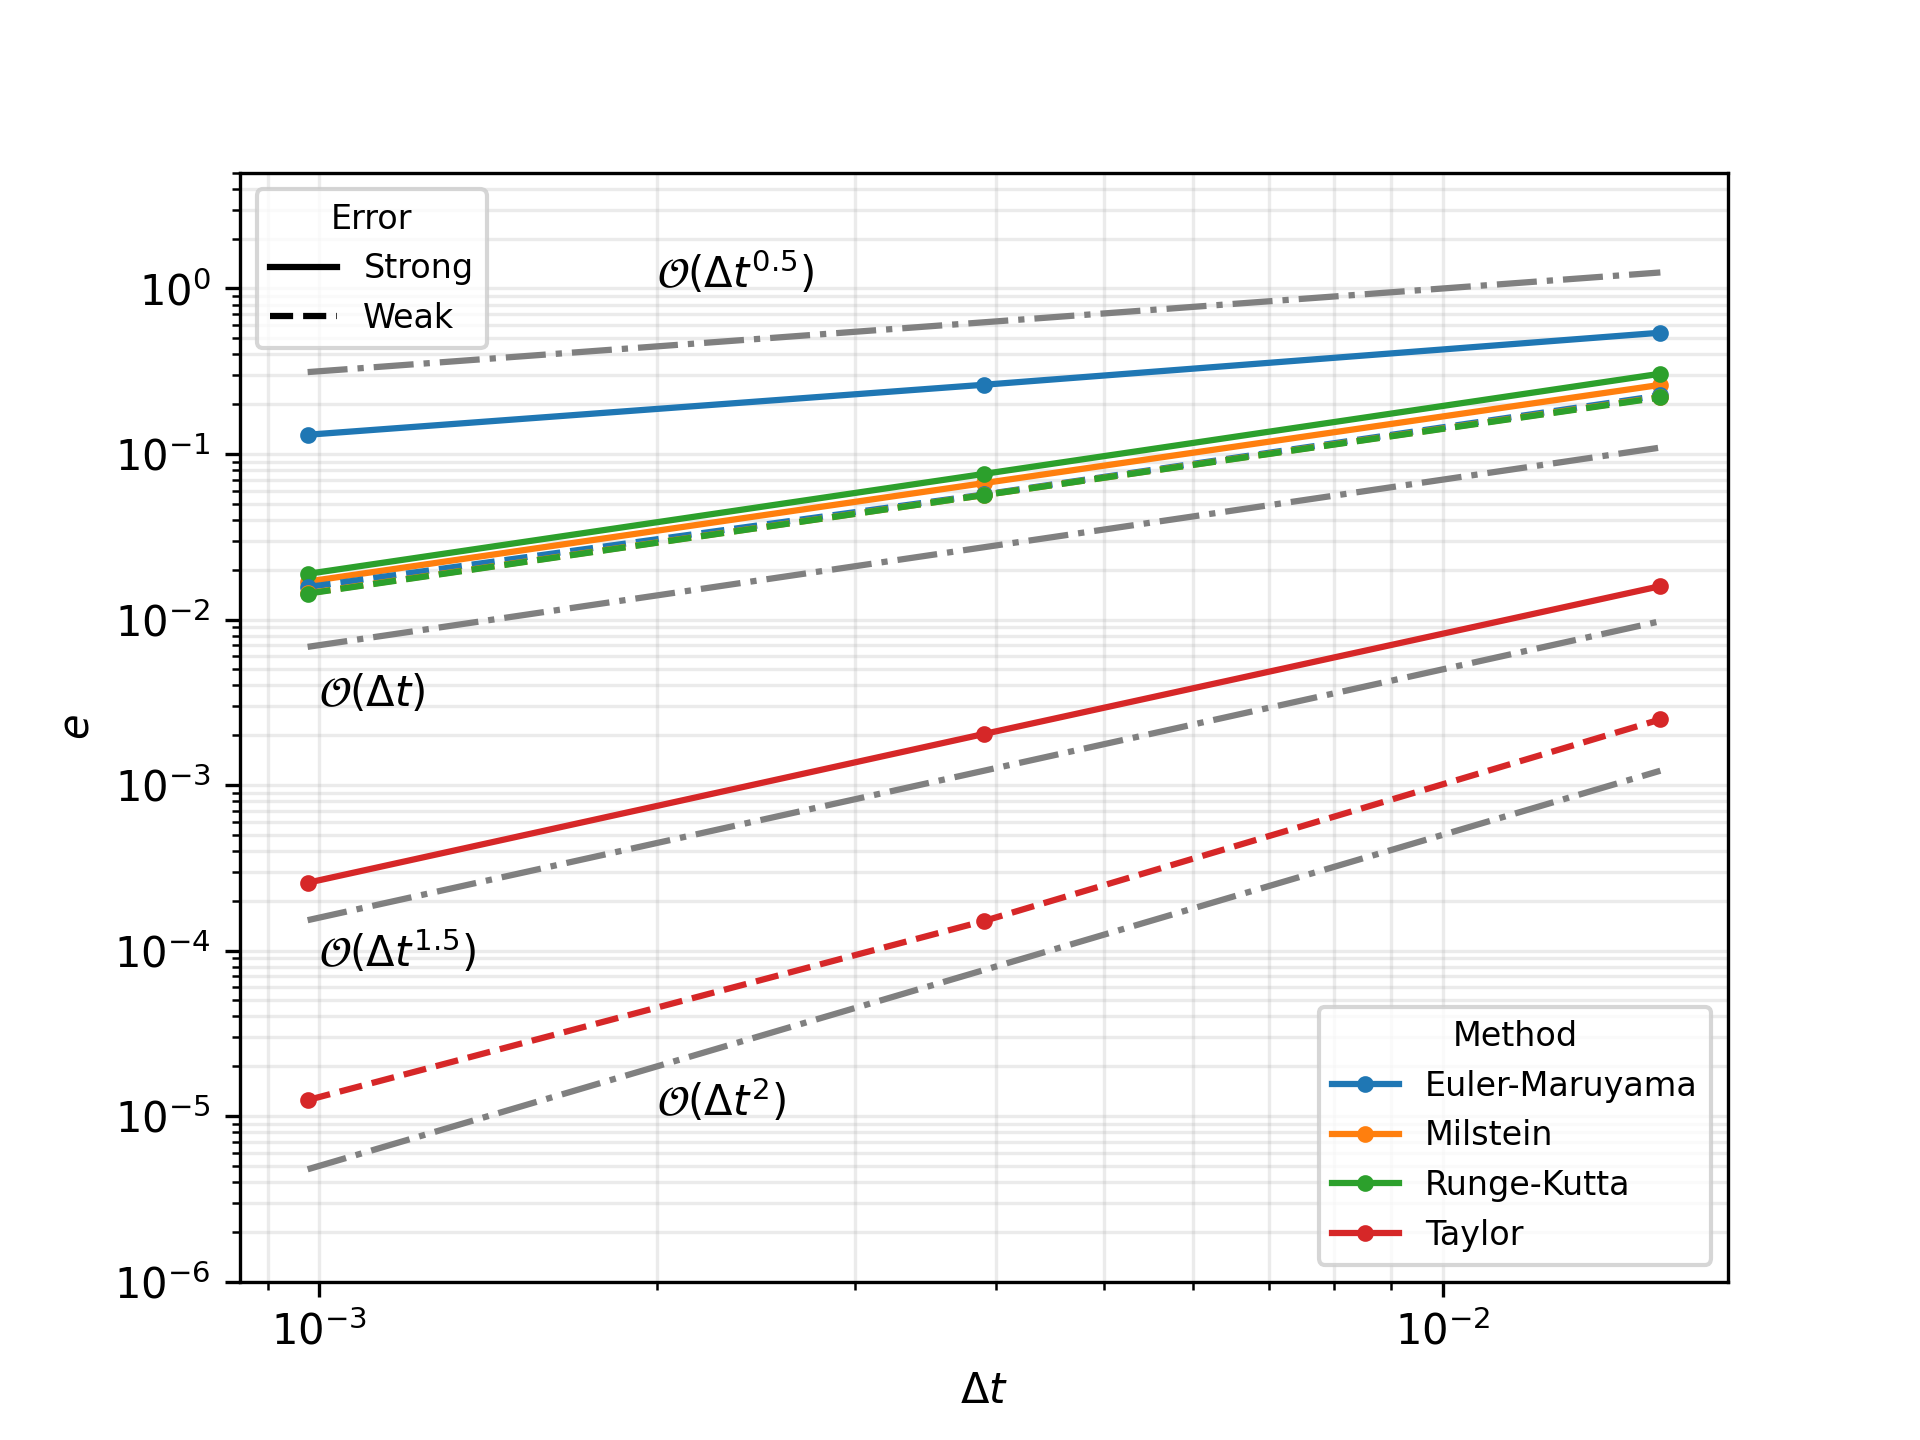 Error
Strong
Weak
𝒪(Δt^0.5)
𝒪(Δt)
𝒪(Δt^1.5)
𝒪(Δt^2)
10^0
10^−1
10^−2
10^−3
10^−4
10^−5
10^−6
e
Method
Euler-Maruyama
Milstein
Runge-Kutta
Taylor
10^−3
10^−2
Δt